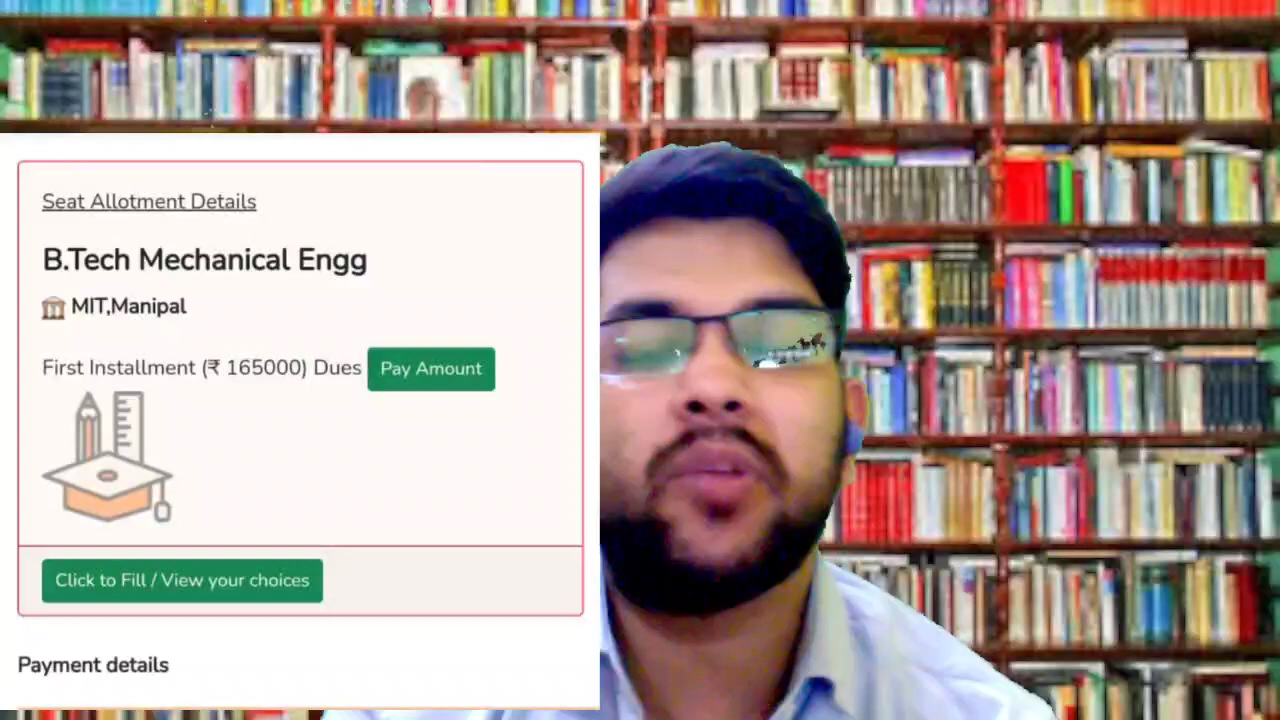 Seat Allotment Details
B.Tech Mechanical Engg
MIT,Manipal
First Installment (₹ 165000) Dues Pay Amount
Click to Fill / View your choices
Payment details